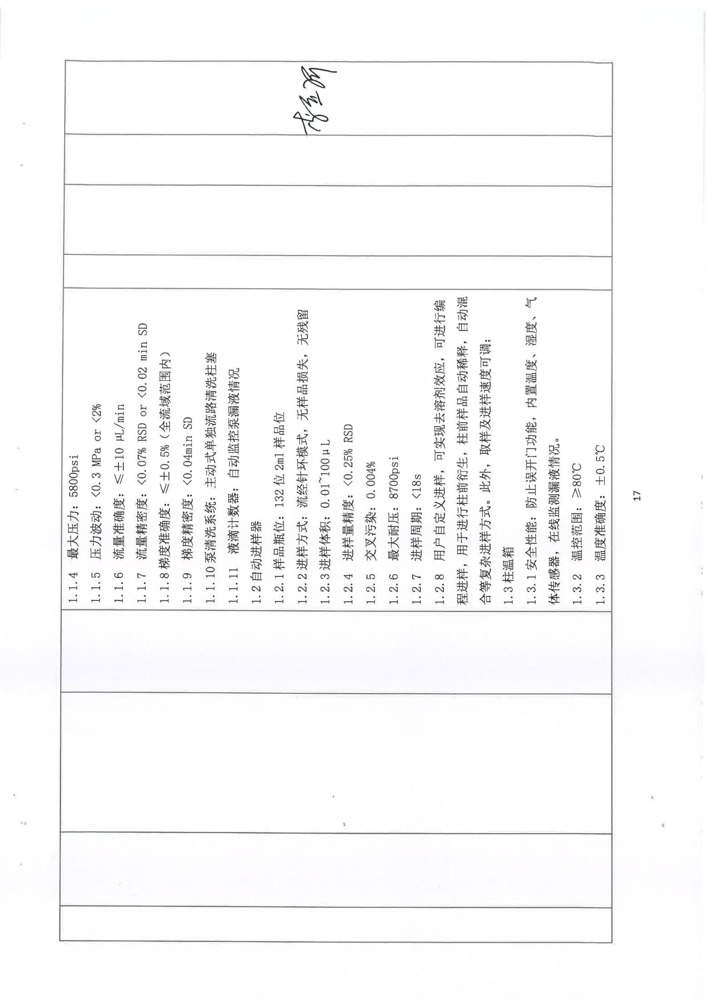 1.1.4 最大压力：5800psi
1.1.5 压力波动：<0.3 MPa or <2%
1.1.6 流量准确度：≤±10 μL/min
1.1.7 流量精密度：<0.07% RSD or <0.02 min SD
1.1.8梯度准确度：≤±0.5%（全流域范围内）
1.1.9 梯度精密度：<0.04min SD
1.1.10泵清洗系统：主动式单独流路清洗柱塞
1.1.11 液滴计数器：自动监控泵漏液情况
1.2自动进样器
1.2.1样品瓶位：132位2ml样品位
1.2.2进样方式：流经针环模式，无样品损失，无残留
1.2.3进样体积：0.01~100μL
1.2.4 进样量精度：<0.25% RSD
1.2.5 交叉污染：0.004%
1.2.6 最大耐压：8700psi
1.2.7 进样周期：<18s
1.2.8 用户自定义进样，可实现去溶剂效应，可进行编
程进样，用于进行柱前衍生，柱前样品自动稀释，自动混
合等复杂进样方式。此外，取样及进样速度可调；
1.3柱温箱
1.3.1安全性能：防止误开门功能，内置温度、湿度、气
体传感器，在线监测漏液情况。
1.3.2 温控范围：≥80℃
1.3.3 温度准确度：±0.5℃
17